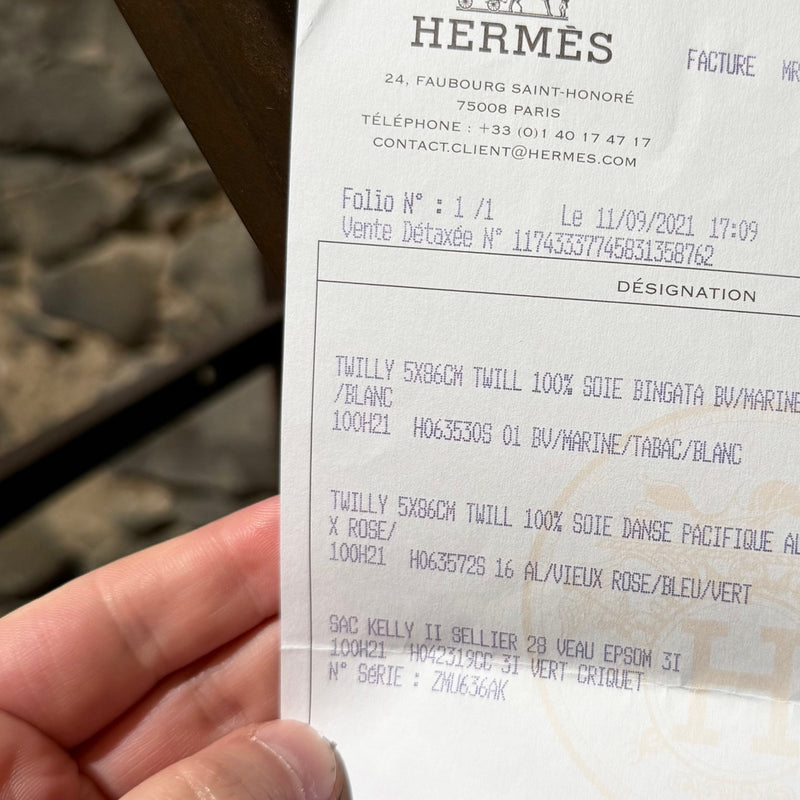 HERMÈS
24, FAUBOURG SAINT-HONORÉ
75008 PARIS
TÉLÉPHONE : +33 (0)1 40 17 47 17
CONTACT.CLIENT@HERMES.COM
FACTURE
Folio N° : 1 /1 Le 11/09/2021 17:09
Vente Détaxée N° 11743337745831358762
DÉSIGNATION
TWILLY 5X86CM TWILL 100% SOIE BINGATA BV/MARINE
/BLANC
100H21 H063530S 01 BV/MARINE/TABAC/BLANC
TWILLY 5X86CM TWILL 100% SOIE DANSE PACIFIQUE AL
X ROSE/
100H21 H063572S 16 AL/VIEUX ROSE/BLEU/VERT
SAC KELLY II SELLIER 28 VEAU EPSOM 3I
100H21 H042319CC 3I VERT CRIQUET
N° SéRIE : ZMU636AK